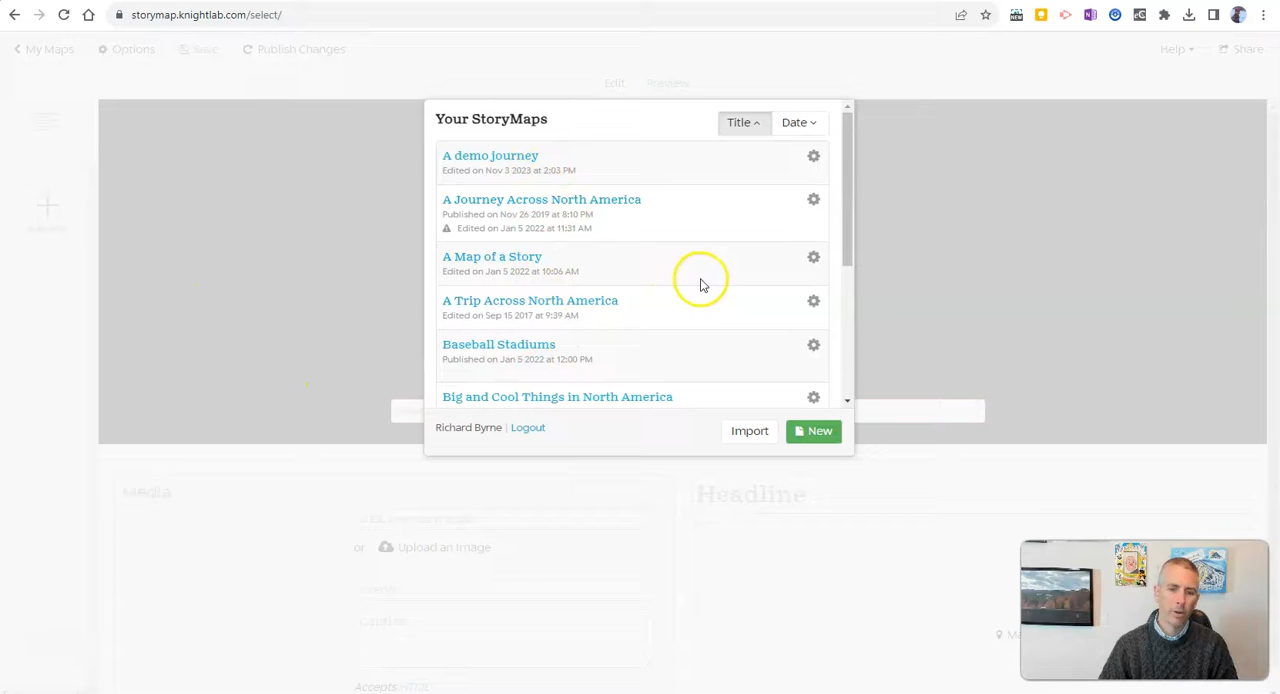 storymap.knightlab.com/select/
My Maps
Options
Save
Publish Changes
Help
Share
Edit
Preview
Your StoryMaps
Title
Date
A demo journey
Edited on Nov 3 2023 at 2:03 PM
A Journey Across North America
Published on Nov 26 2019 at 8:10 PM
Edited on Jan 5 2022 at 11:31 AM
A Map of a Story
Edited on Jan 5 2022 at 10:06 AM
A Trip Across North America
Edited on Sep 15 2017 at 9:39 AM
Baseball Stadiums
Published on Jan 5 2022 at 12:00 PM
Big and Cool Things in North America
Richard Byrne | Logout
Import
New
Media
Headline
or
Upload an Image
Accepts HTML